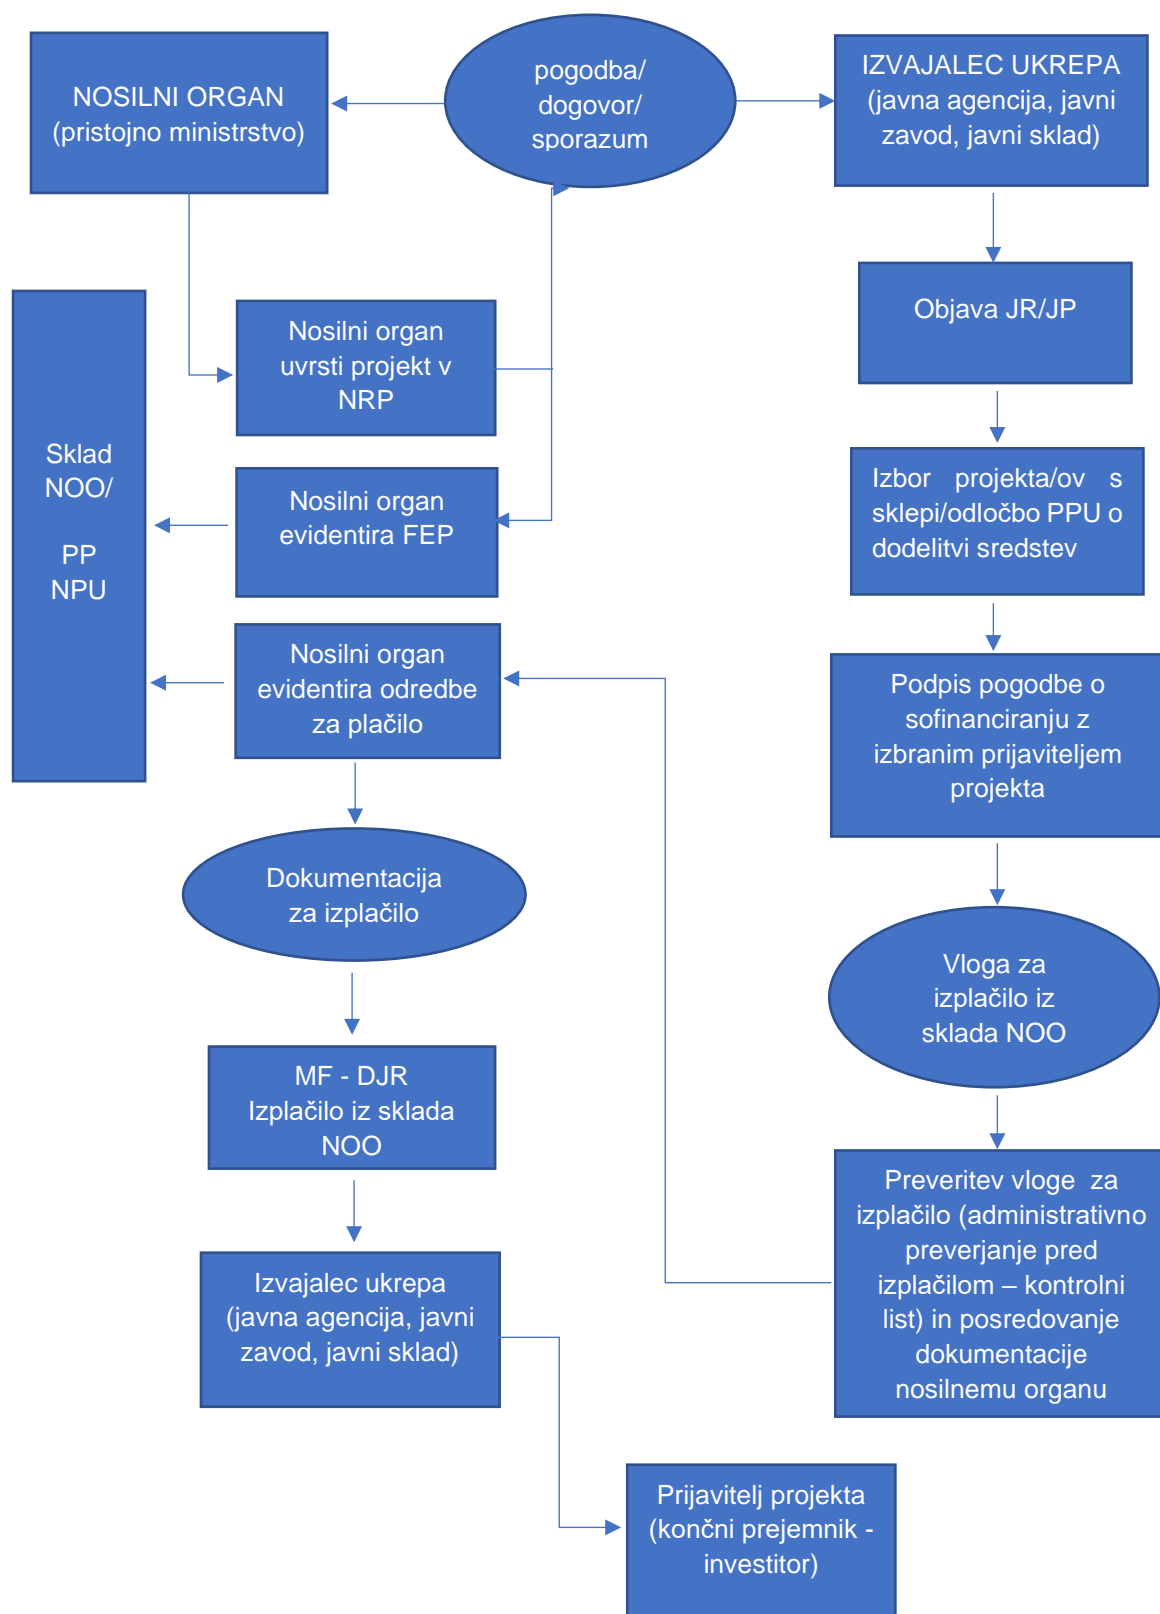 NOSILNI ORGAN
(pristojno ministrstvo)
pogodba/
dogovor/
sporazum
IZVAJALEC UKREPA
(javna agencija, javni
zavod, javni sklad)
Objava JR/JP
Nosilni organ
uvrsti projekt v
NRP
Sklad
NOO/
PP
NPU
Nosilni organ
evidentira FEP
Izbor projekta/ov s
sklepi/odločbo PPU o
dodelitvi sredstev
Nosilni organ
evidentira odredbe
za plačilo
Podpis pogodbe o
sofinanciranju z
izbranim prijaviteljem
projekta
Dokumentacija
za izplačilo
Vloga za
izplačilo iz
sklada NOO
MF - DJR
Izplačilo iz sklada
NOO
Preveritev vloge za
izplačilo (administrativno
preverjanje pred
izplačilom – kontrolni
list) in posredovanje
dokumentacije
nosilnemu organu
Izvajalec ukrepa
(javna agencija, javni
zavod, javni sklad)
Prijavitelj projekta
(končni prejemnik -
investitor)